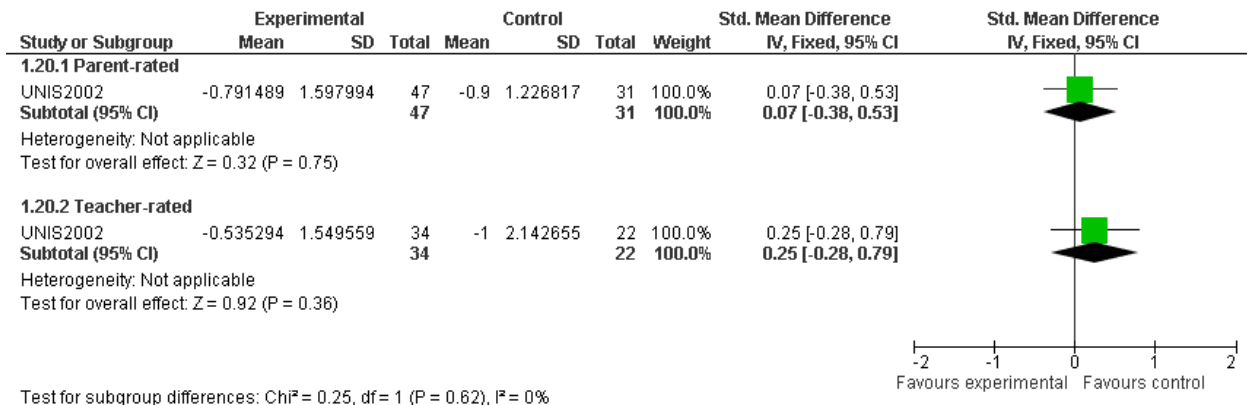 Experimental Control Std. Mean Difference Std. Mean Difference
Study or Subgroup Mean SD Total Mean SD Total Weight IV, Fixed, 95% CI IV, Fixed, 95% CI
1.20.1 Parent-rated
UNIS2002 -0.791489 1.597994 47 -0.9 1.226817 31 100.0% 0.07 [-0.38, 0.53]
Subtotal (95% CI) 47 31 100.0% 0.07 [-0.38, 0.53]
Heterogeneity: Not applicable
Test for overall effect: Z = 0.32 (P = 0.75)
1.20.2 Teacher-rated
UNIS2002 -0.535294 1.549559 34 -1 2.142655 22 100.0% 0.25 [-0.28, 0.79]
Subtotal (95% CI) 34 22 100.0% 0.25 [-0.28, 0.79]
Heterogeneity: Not applicable
Test for overall effect: Z = 0.92 (P = 0.36)
-2 -1 0 1 2
Favours experimental Favours control
Test for subgroup differences: Chi² = 0.25, df = 1 (P = 0.62), I² = 0%